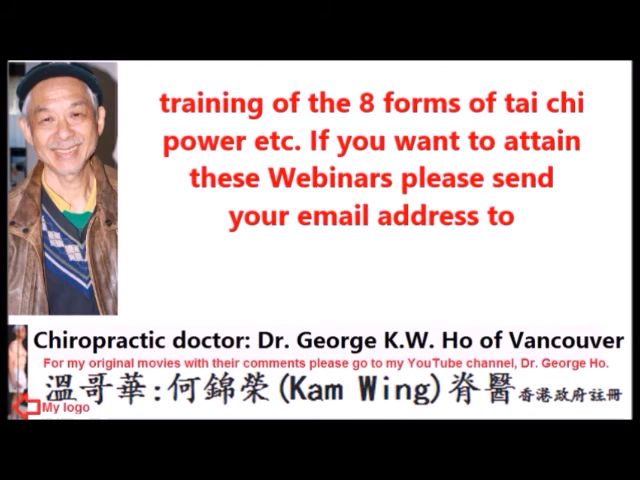 training of the 8 forms of tai chi
power etc. If you want to attain
these Webinars please send
your email address to
Chiropractic doctor: Dr. George K.W. Ho of Vancouver
For my original movies with their comments please go to my YouTube channel, Dr. George Ho.
溫哥華:何錦榮(Kam Wing)脊醫香港政府註冊
My logo